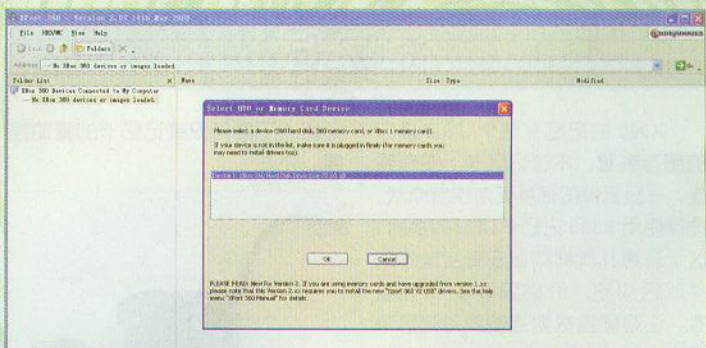 XPort 360 - Version 2.01 14th May 2008
File HDD/MC View Help
Folders
Address No XBox 360 devices or images loaded
Go
Folder List
Name
Size Type
Modified
XBox 360 Devices Connected to My Computer
No XBox 360 devices or images loaded.
Select HDD or Memory Card Device
Please select a device (360 hard disk, 360 memory card, or xbox 1 memory card).
If your device is not in the list, make sure it is plugged in firmly (for memory cards you
may need to install drivers too).
OK
Cancel
PLEASE READ: New for Version 2. If you are using memory cards and have upgraded from version 1.xx
please note that this Version 2.xx requires you to install the new "Xport 360 V2 USB" drivers. See the help
menu "XPort 360 Manual" for details.